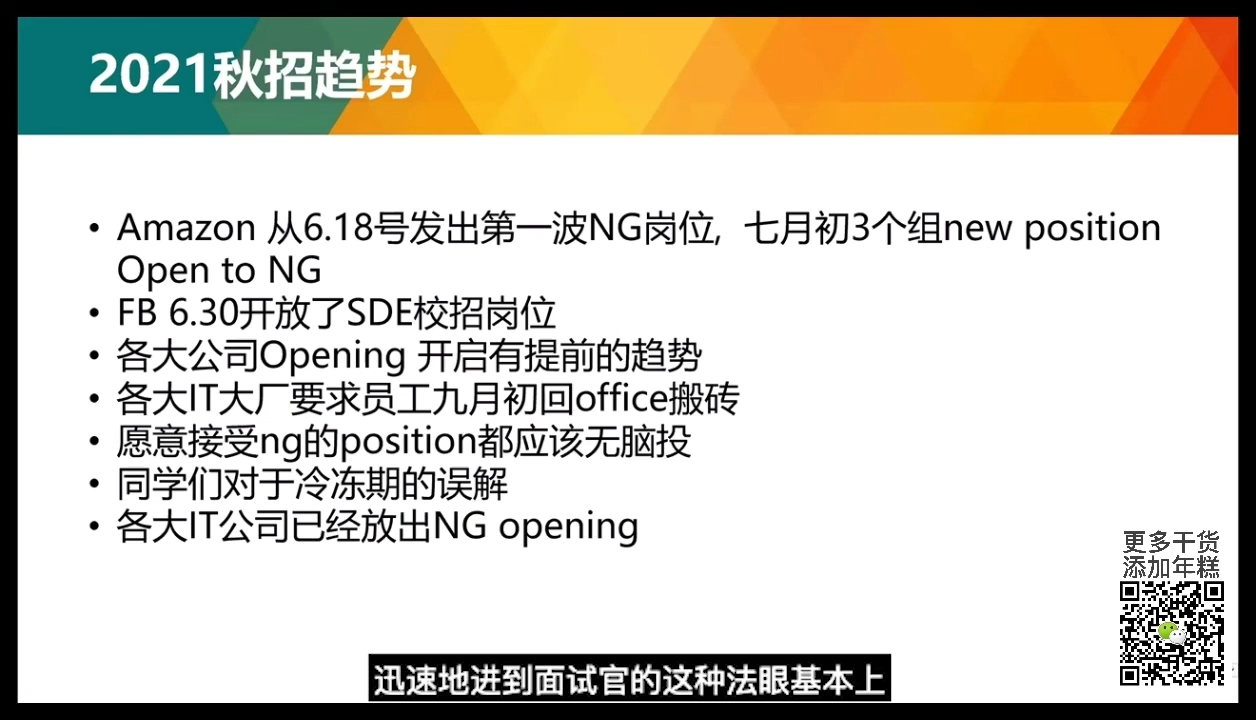 2021秋招趋势
• Amazon 从6.18号发出第一波NG岗位, 七月初3个组new position
Open to NG
• FB 6.30开放了SDE校招岗位
• 各大公司Opening 开启有提前的趋势
• 各大IT大厂要求员工九月初回office搬砖
• 愿意接受ng的position都应该无脑投
• 同学们对于冷冻期的误解
• 各大IT公司已经放出NG opening
更多干货
添加年糕
迅速地进到面试官的这种法眼基本上